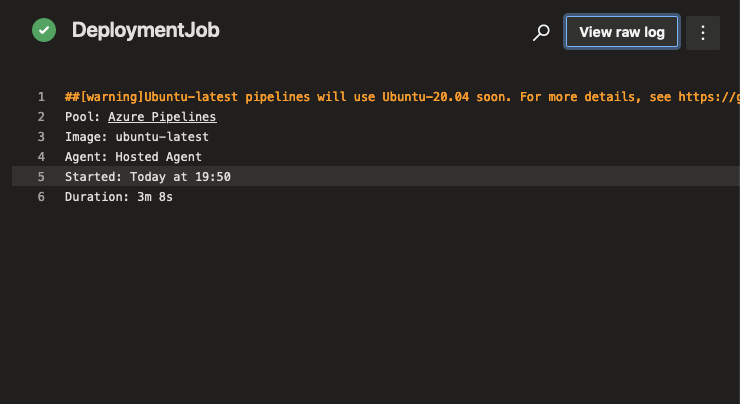 DeploymentJob
View raw log
1 ##[warning]Ubuntu-latest pipelines will use Ubuntu-20.04 soon. For more details, see https://g
2 Pool: Azure Pipelines
3 Image: ubuntu-latest
4 Agent: Hosted Agent
5 Started: Today at 19:50
6 Duration: 3m 8s